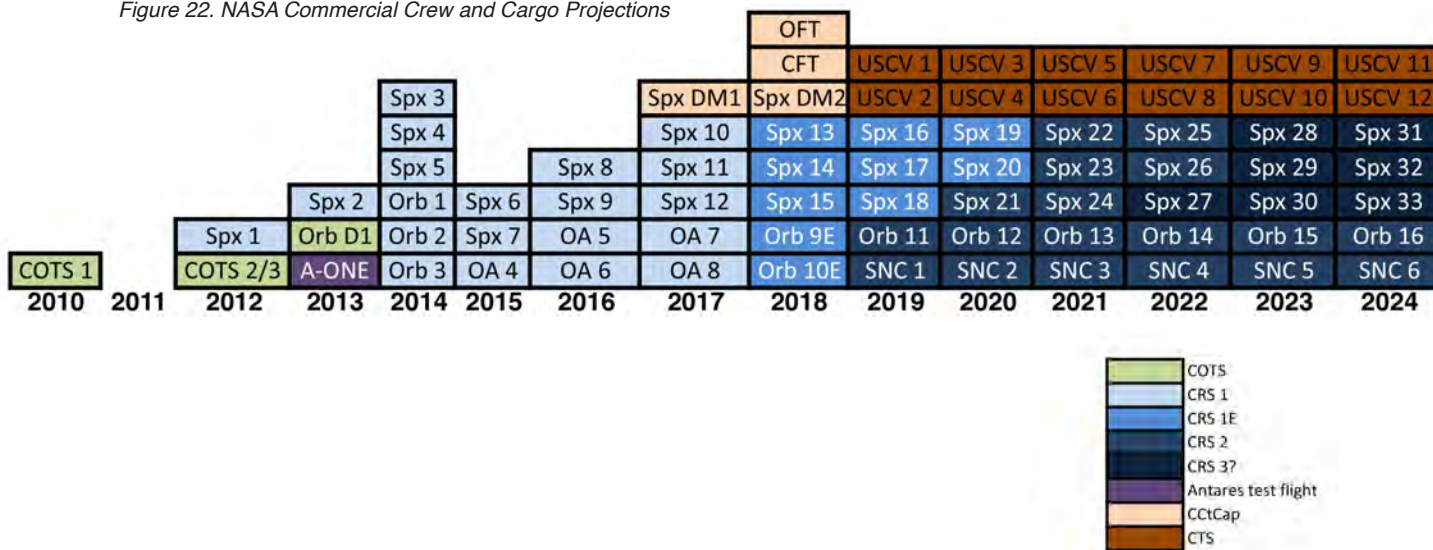 Figure 22. NASA Commercial Crew and Cargo Projections
OFT
CFT USCV 1 USCV 3 USCV 5 USCV 7 USCV 9 USCV 11
Spx 3 Spx DM1 Spx DM2 USCV 2 USCV 4 USCV 6 USCV 8 USCV 10 USCV 12
Spx 4 Spx 10 Spx 13 Spx 16 Spx 19 Spx 22 Spx 25 Spx 28 Spx 31
Spx 5 Spx 8 Spx 11 Spx 14 Spx 17 Spx 20 Spx 23 Spx 26 Spx 29 Spx 32
Spx 2 Orb 1 Spx 6 Spx 9 Spx 12 Spx 15 Spx 18 Spx 21 Spx 24 Spx 27 Spx 30 Spx 33
Spx 1 Orb D1 Orb 2 Spx 7 OA 5 OA 7 Orb 9E Orb 11 Orb 12 Orb 13 Orb 14 Orb 15 Orb 16
COTS 1 COTS 2/3 A-ONE Orb 3 OA 4 OA 6 OA 8 Orb 10E SNC 1 SNC 2 SNC 3 SNC 4 SNC 5 SNC 6
2010 2011 2012 2013 2014 2015 2016 2017 2018 2019 2020 2021 2022 2023 2024
COTS
CRS 1
CRS 1E
CRS 2
CRS 3?
Antares test flight
CCtCap
CTS